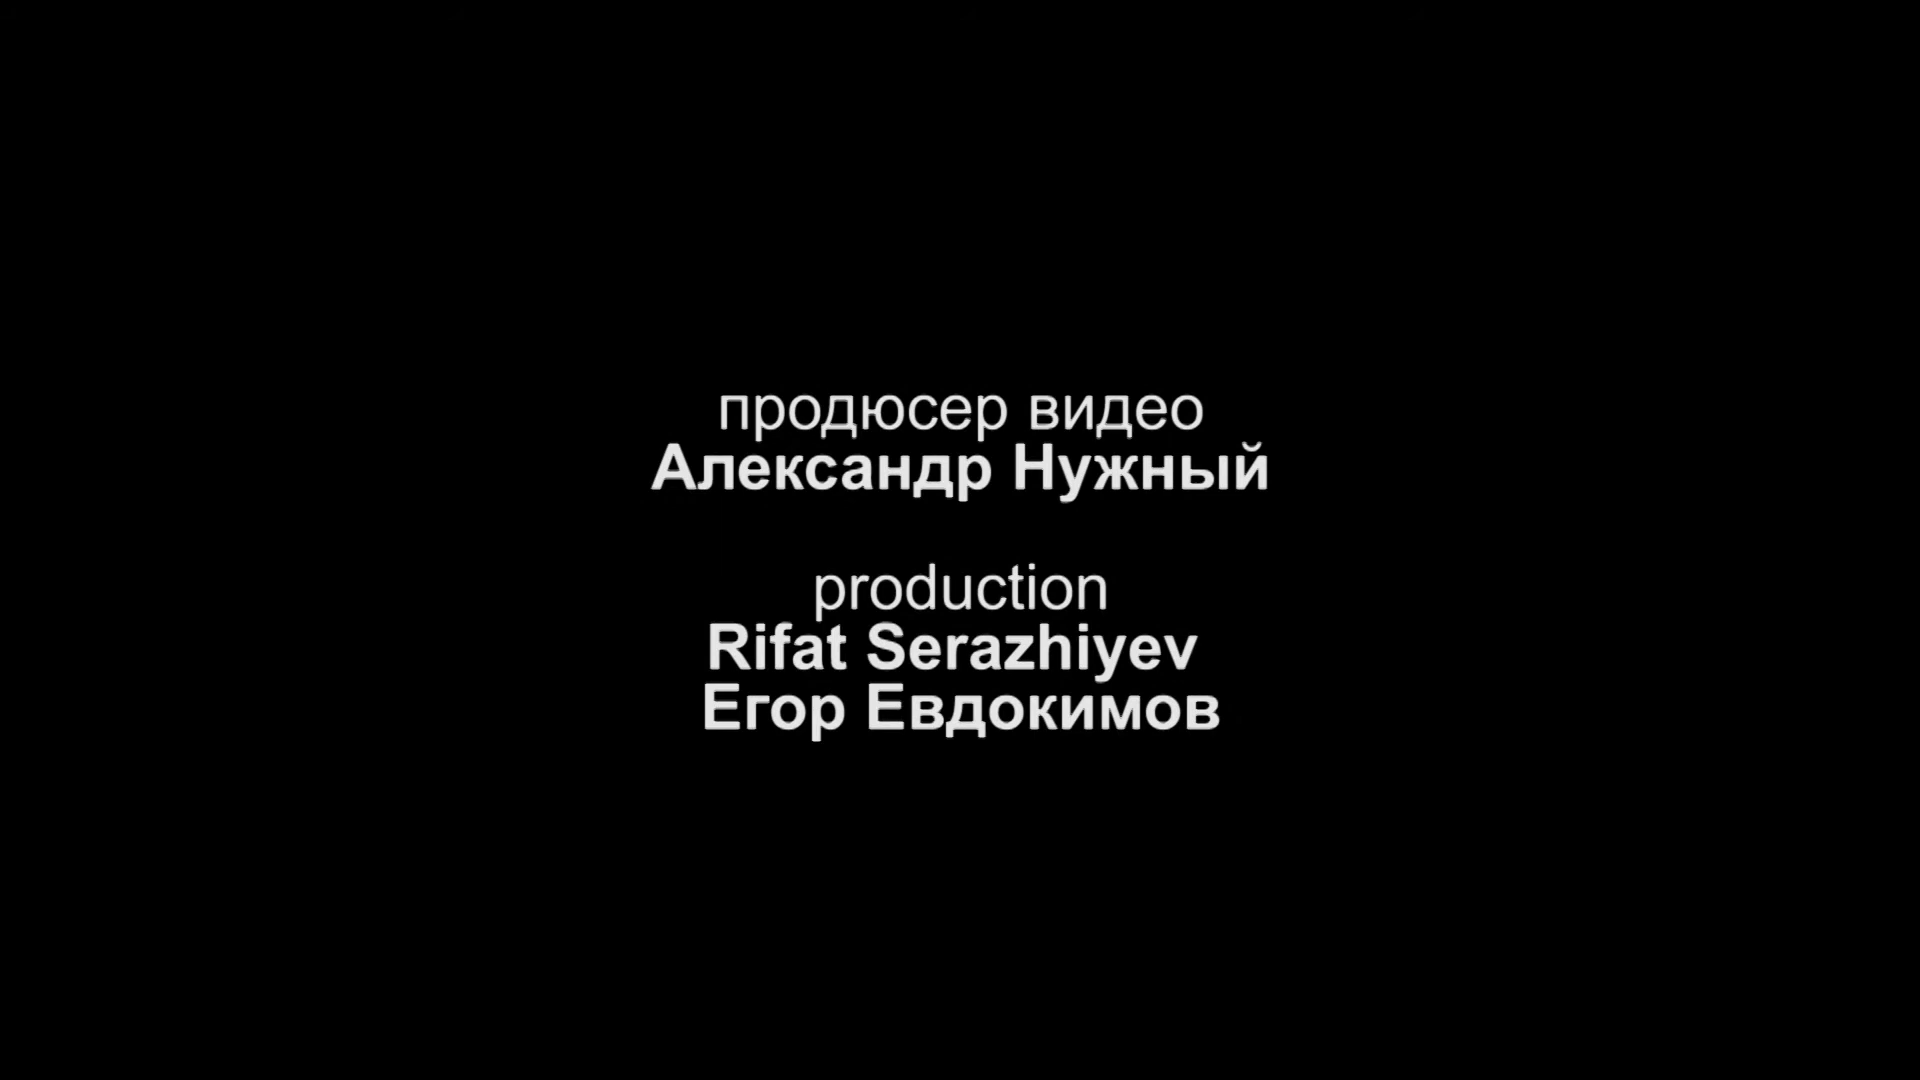 продюсер видео
Александр Нужный
production
Rifat Serazhiyev
Егор Евдокимов